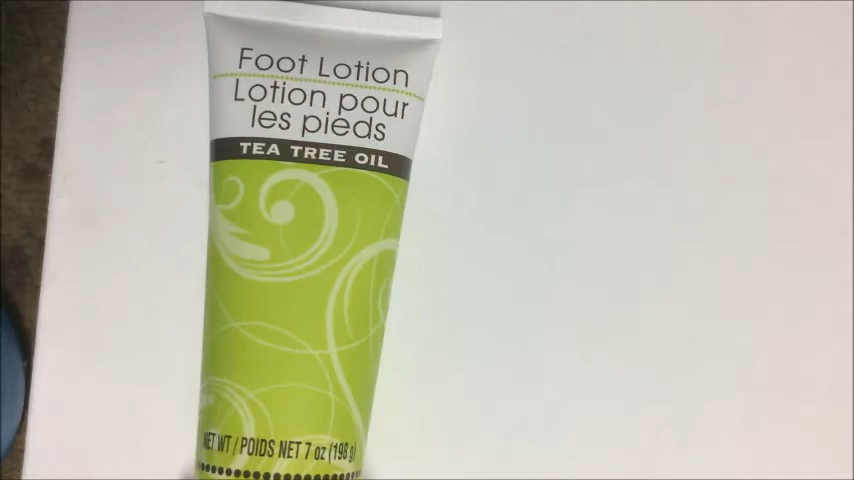 Foot Lotion
Lotion pour
les pieds
TEA TREE OIL
NET WT / POIDS NET 7 oz (198 g)